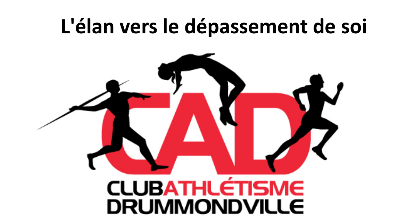 L'élan vers le dépassement de soi
CAD
CLUBATHLÉTISME
DRUMMONDVILLE